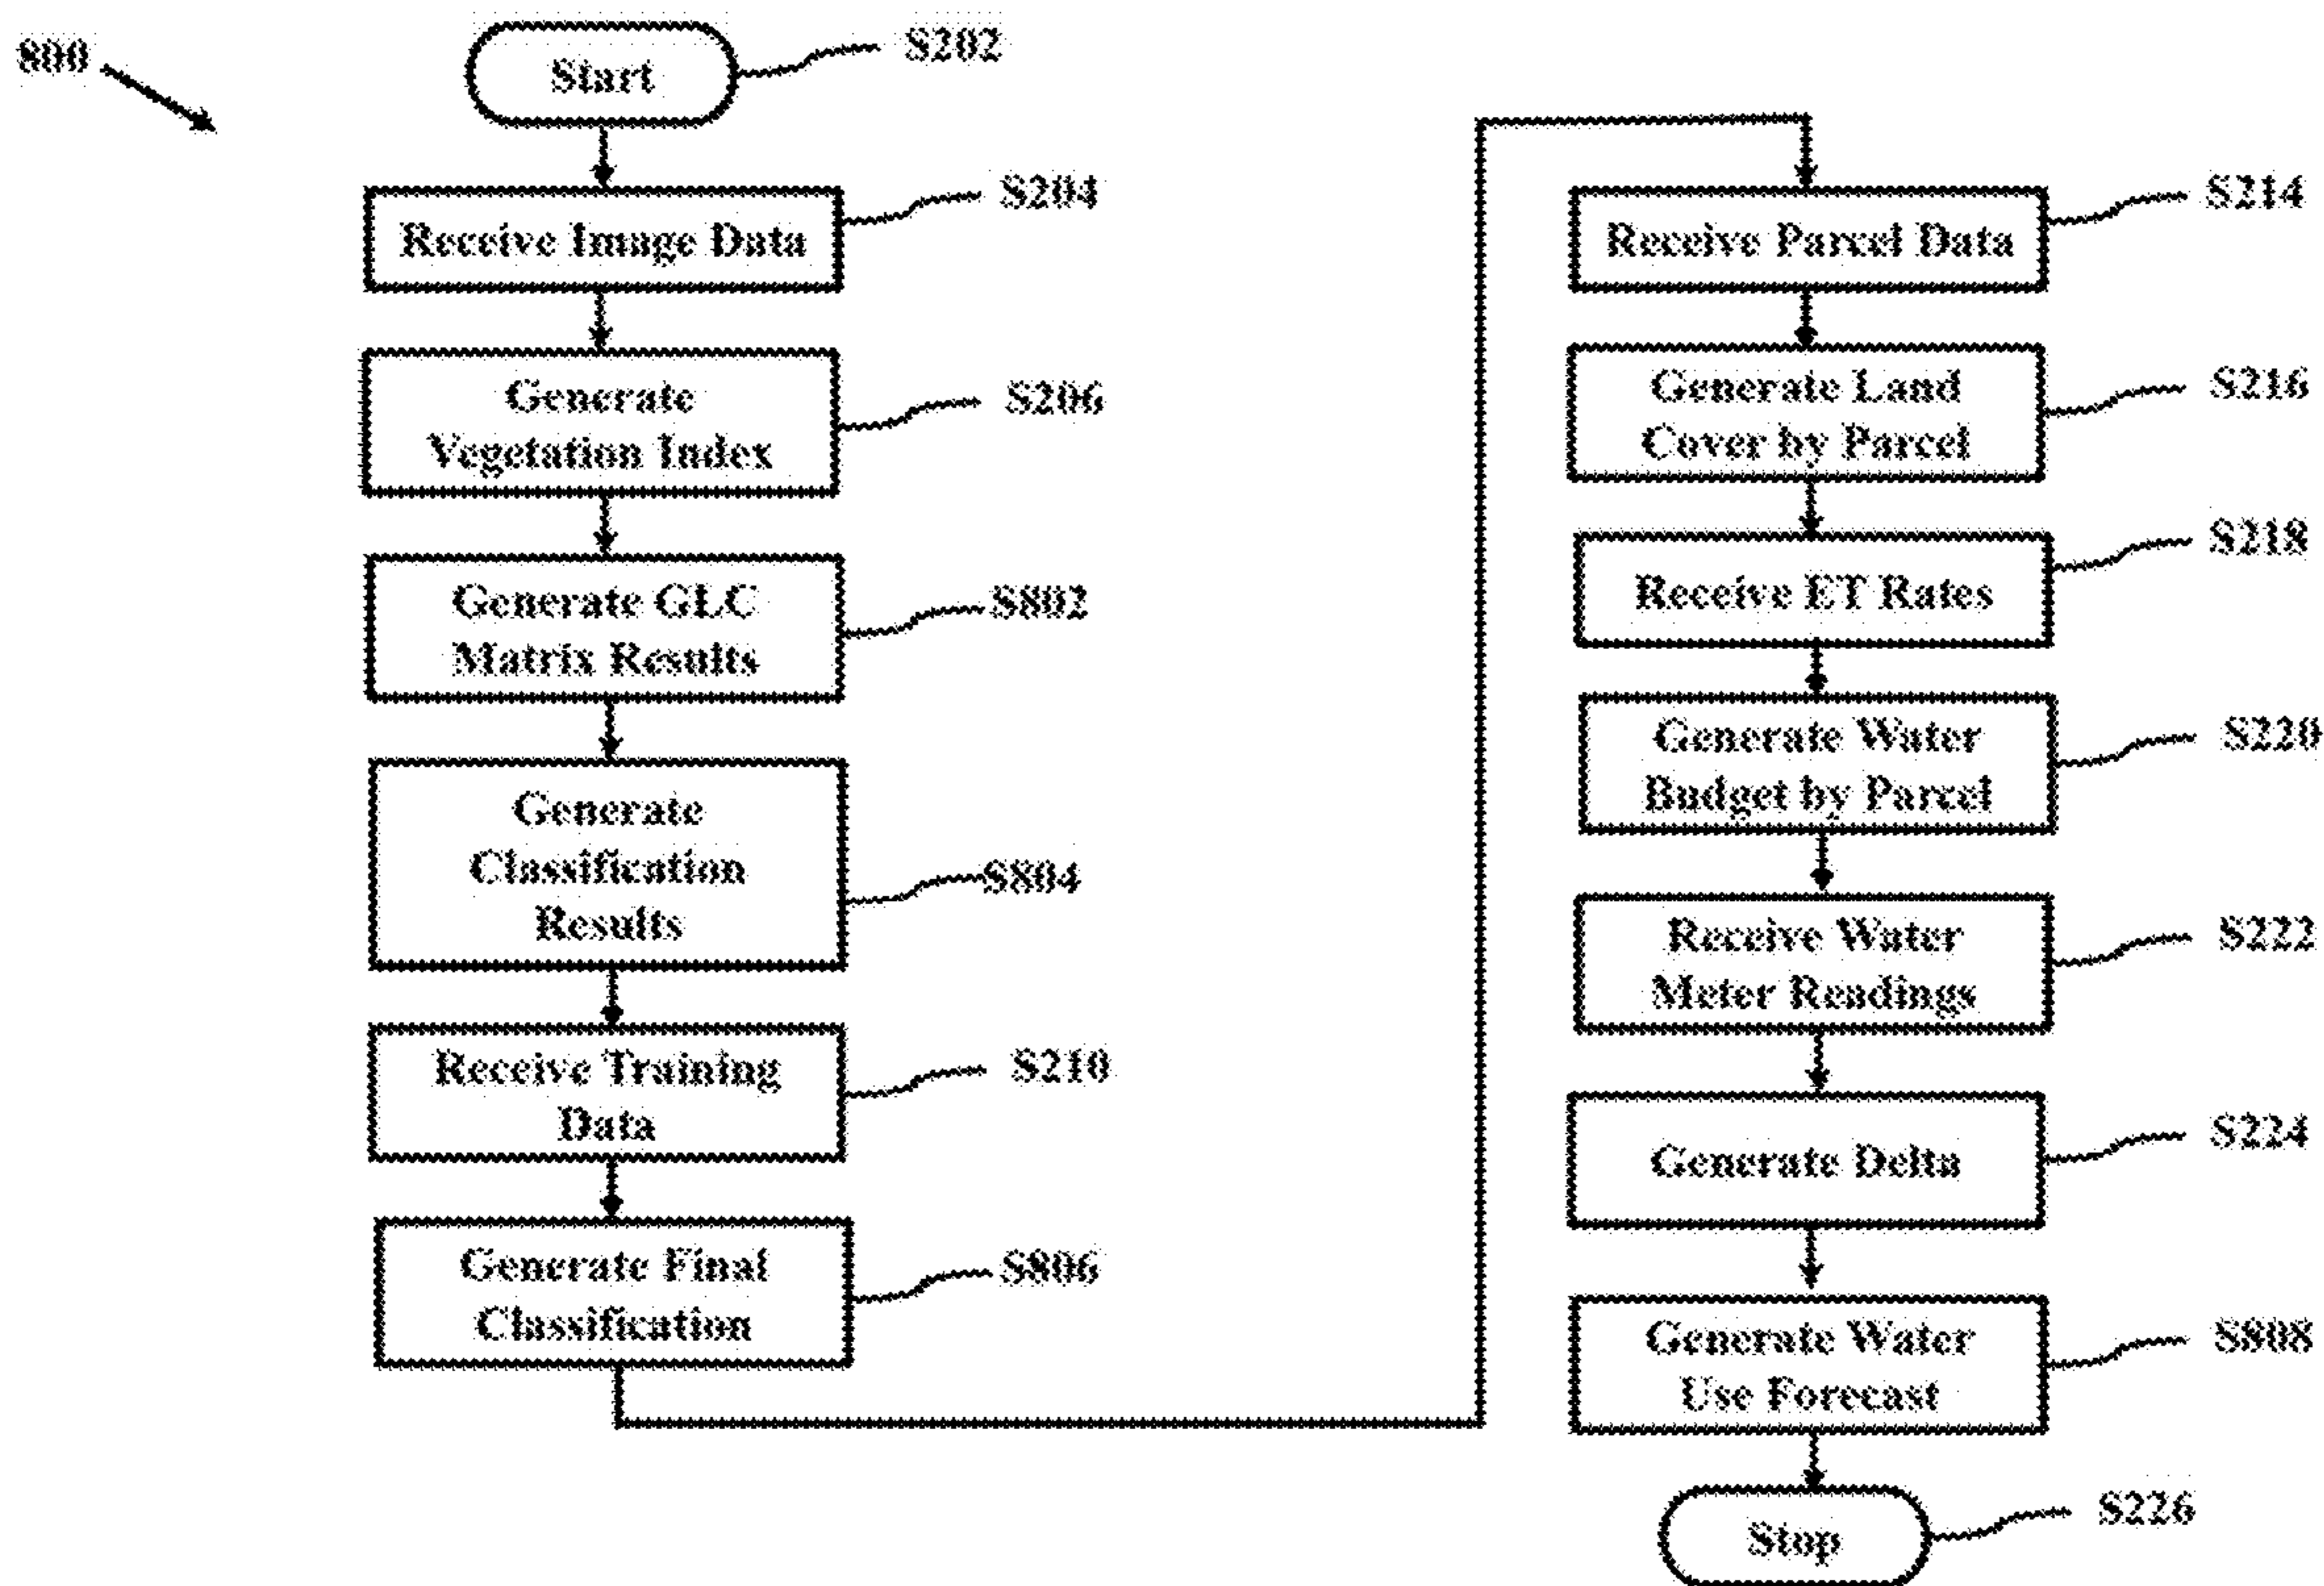 800
Start
S202
Receive Image Data
S204
Generate
Vegetation Index
S206
Generate GLC
Matrix Results
S802
Generate
Classification
Results
S804
Receive Training
Data
S210
Generate Final
Classification
S806
Receive Parcel Data
S214
Generate Land
Cover by Parcel
S216
Receive ET Rates
S218
Generate Water
Budget by Parcel
S220
Receive Water
Meter Readings
S222
Generate Delta
S224
Generate Water
Use Forecast
S808
Stop
S226